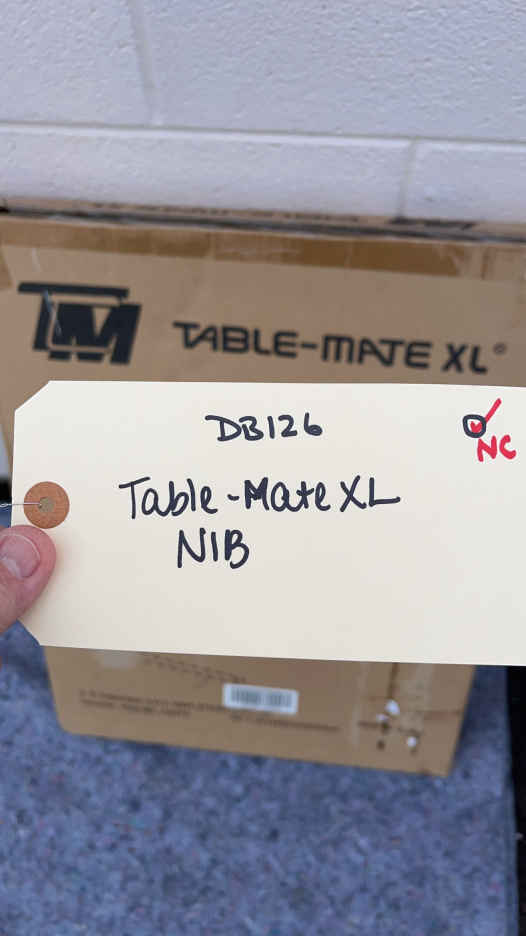 TM TABLE-MATE XL®
DB126
NC
Table-Mate XL
NIB